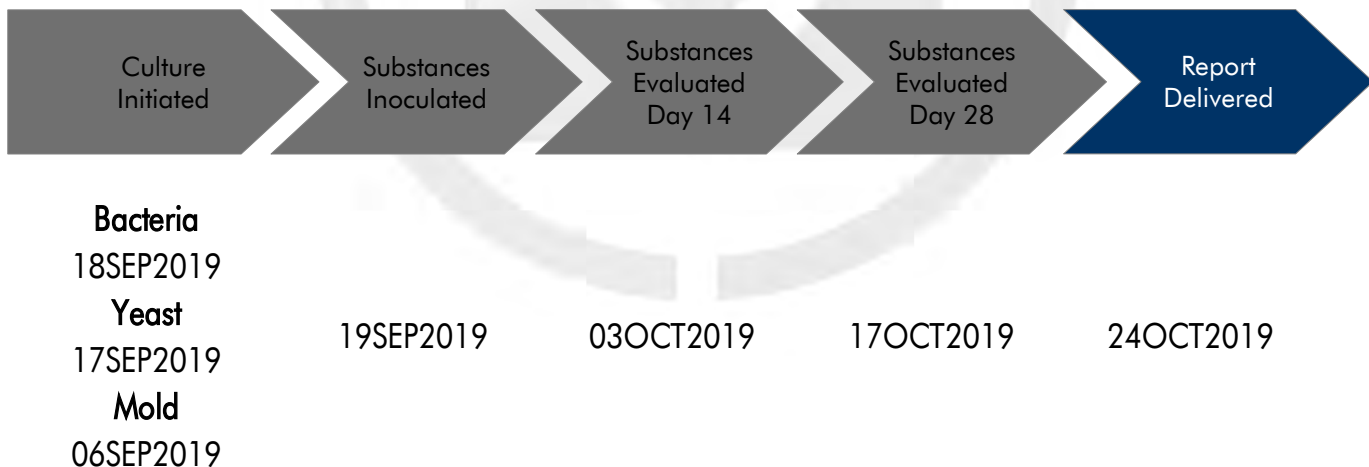 Culture
Initiated
Substances
Inoculated
Substances
Evaluated
Day 14
Substances
Evaluated
Day 28
Report
Delivered
Bacteria
18SEP2019
Yeast
17SEP2019
Mold
06SEP2019
19SEP2019
03OCT2019
17OCT2019
24OCT2019